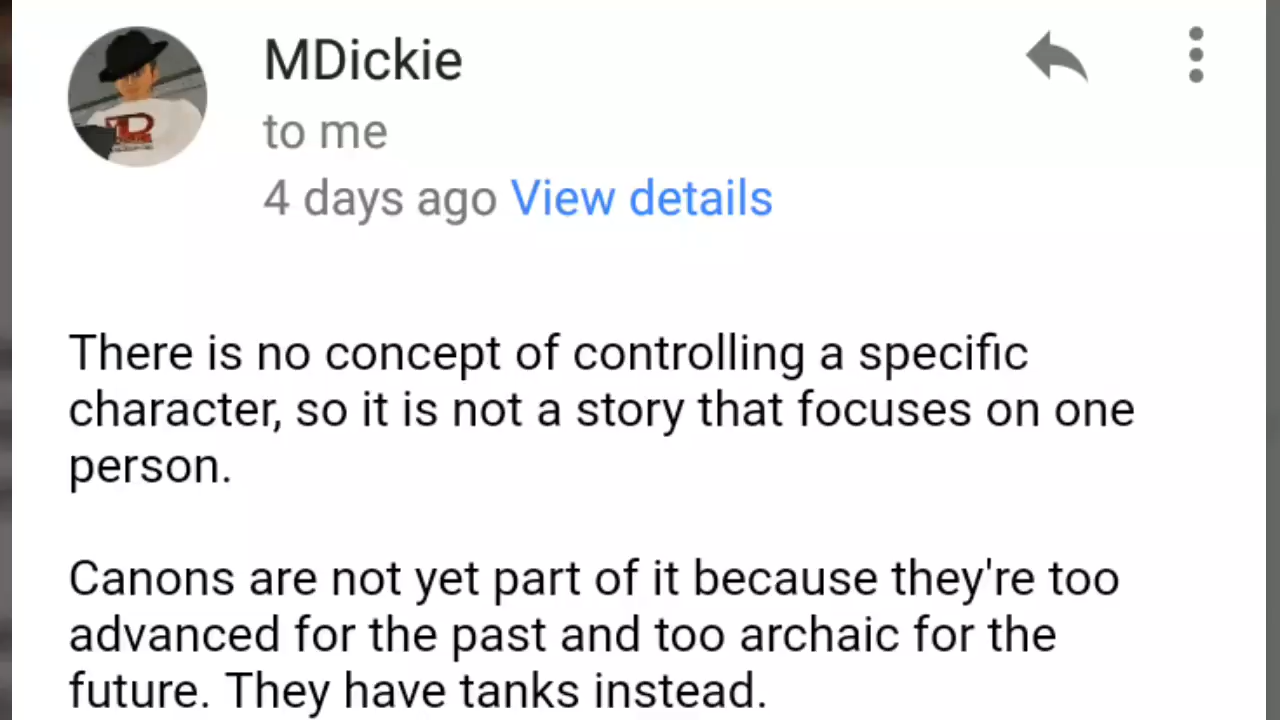 MDickie
to me
4 days ago View details
There is no concept of controlling a specific
character, so it is not a story that focuses on one
person.
Canons are not yet part of it because they're too
advanced for the past and too archaic for the
future. They have tanks instead.